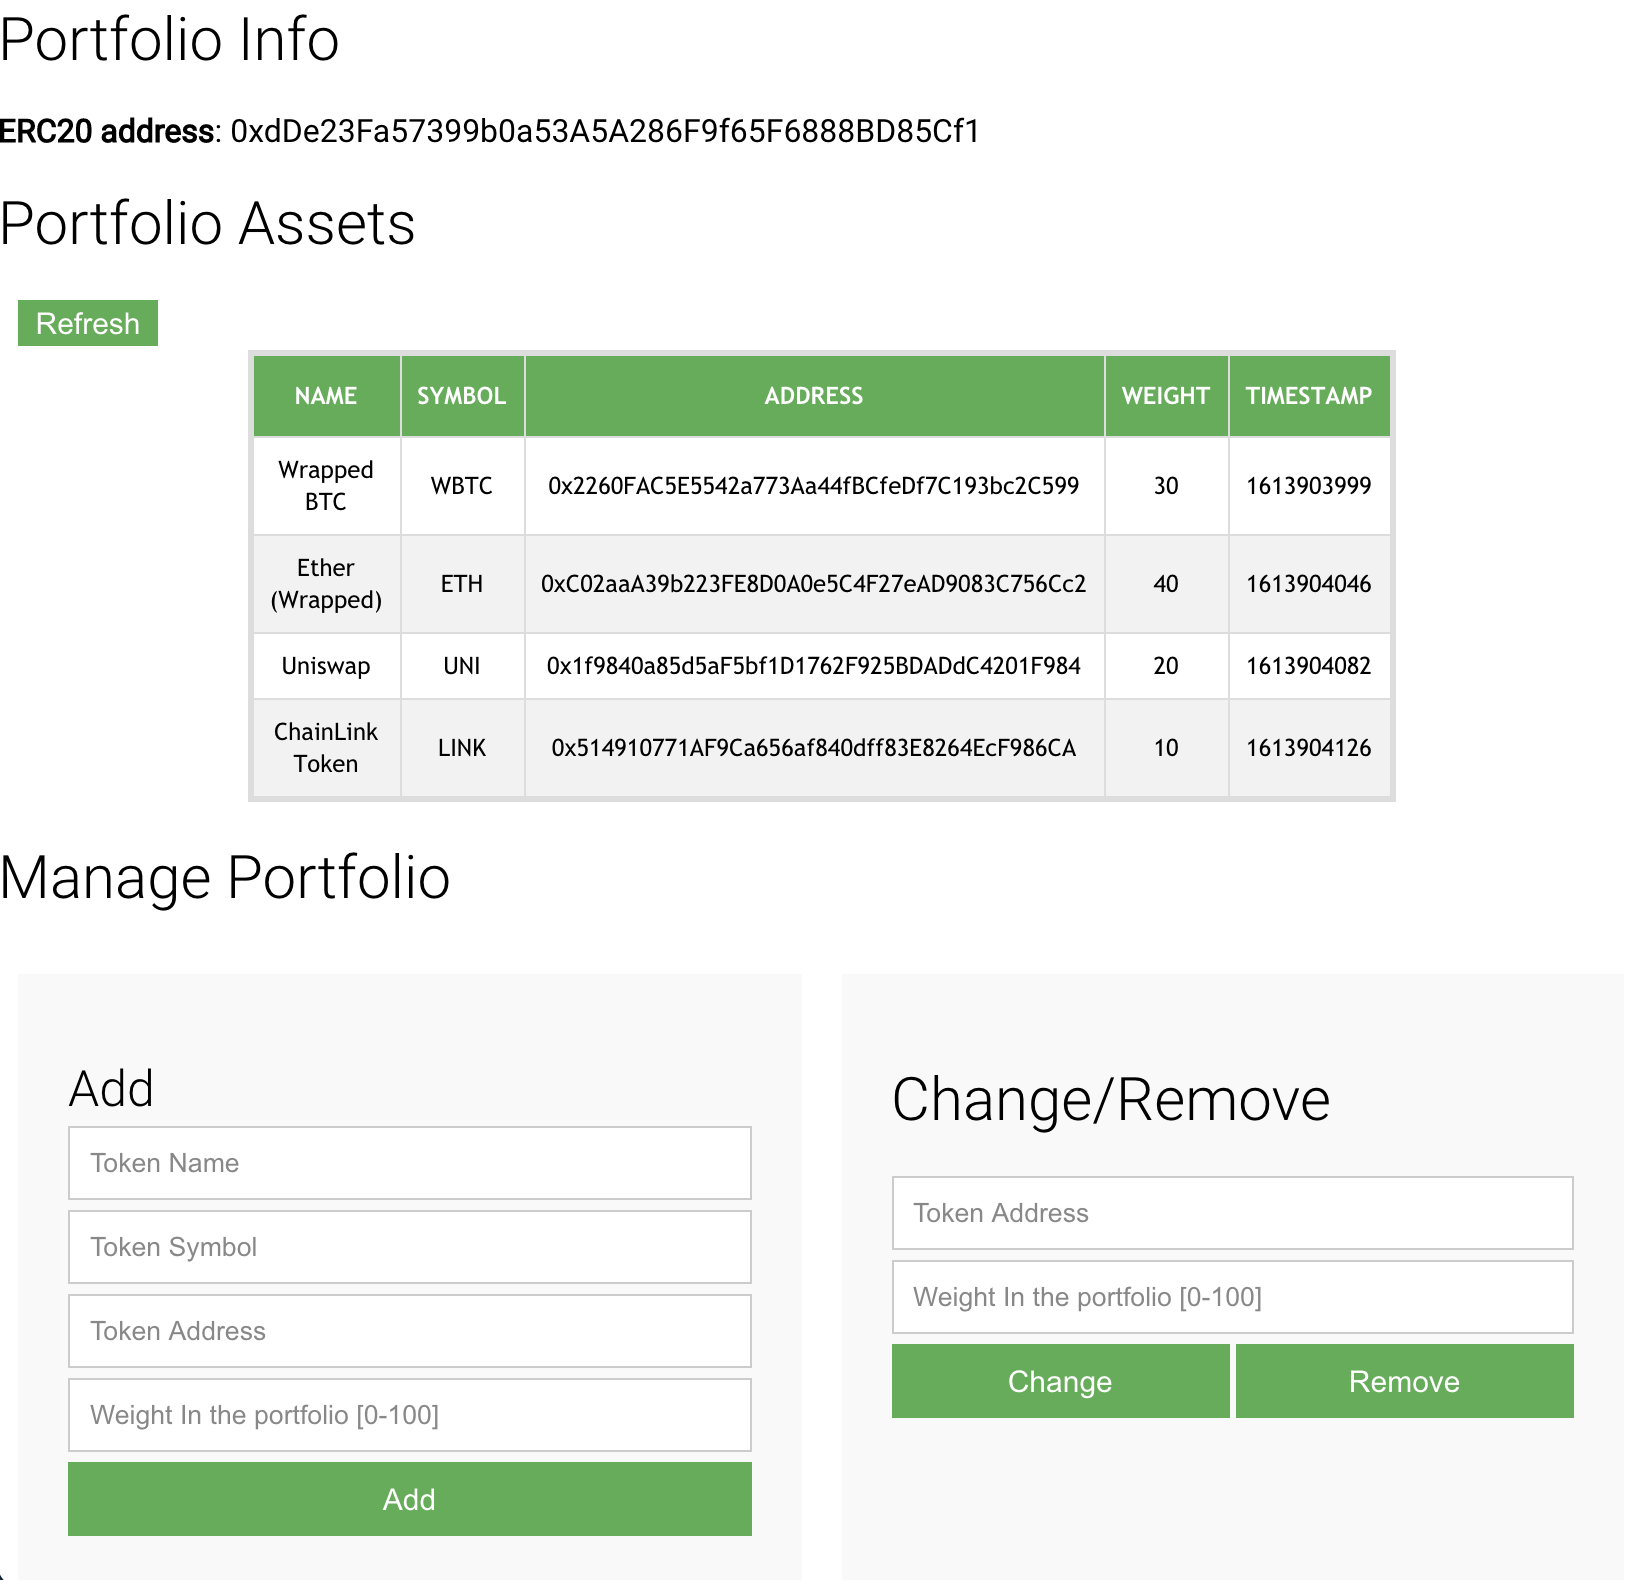 Portfolio Info
ERC20 address: 0xdDe23Fa57399b0a53A5A286F9f65F6888BD85Cf1
Portfolio Assets
Refresh
NAME SYMBOL ADDRESS WEIGHT TIMESTAMP
Wrapped
BTC WBTC 0x2260FAC5E5542a773Aa44fBCfeDf7C193bc2C599 30 1613903999
Ether
(Wrapped) ETH 0xC02aaA39b223FE8D0A0e5C4F27eAD9083C756Cc2 40 1613904046
Uniswap UNI 0x1f9840a85d5aF5bf1D1762F925BDADdC4201F984 20 1613904082
ChainLink
Token LINK 0x514910771AF9Ca656af840dff83E8264EcF986CA 10 1613904126
Manage Portfolio
Add
Token Name
Token Symbol
Token Address
Weight In the portfolio [0-100]
Add
Change/Remove
Token Address
Weight In the portfolio [0-100]
Change Remove